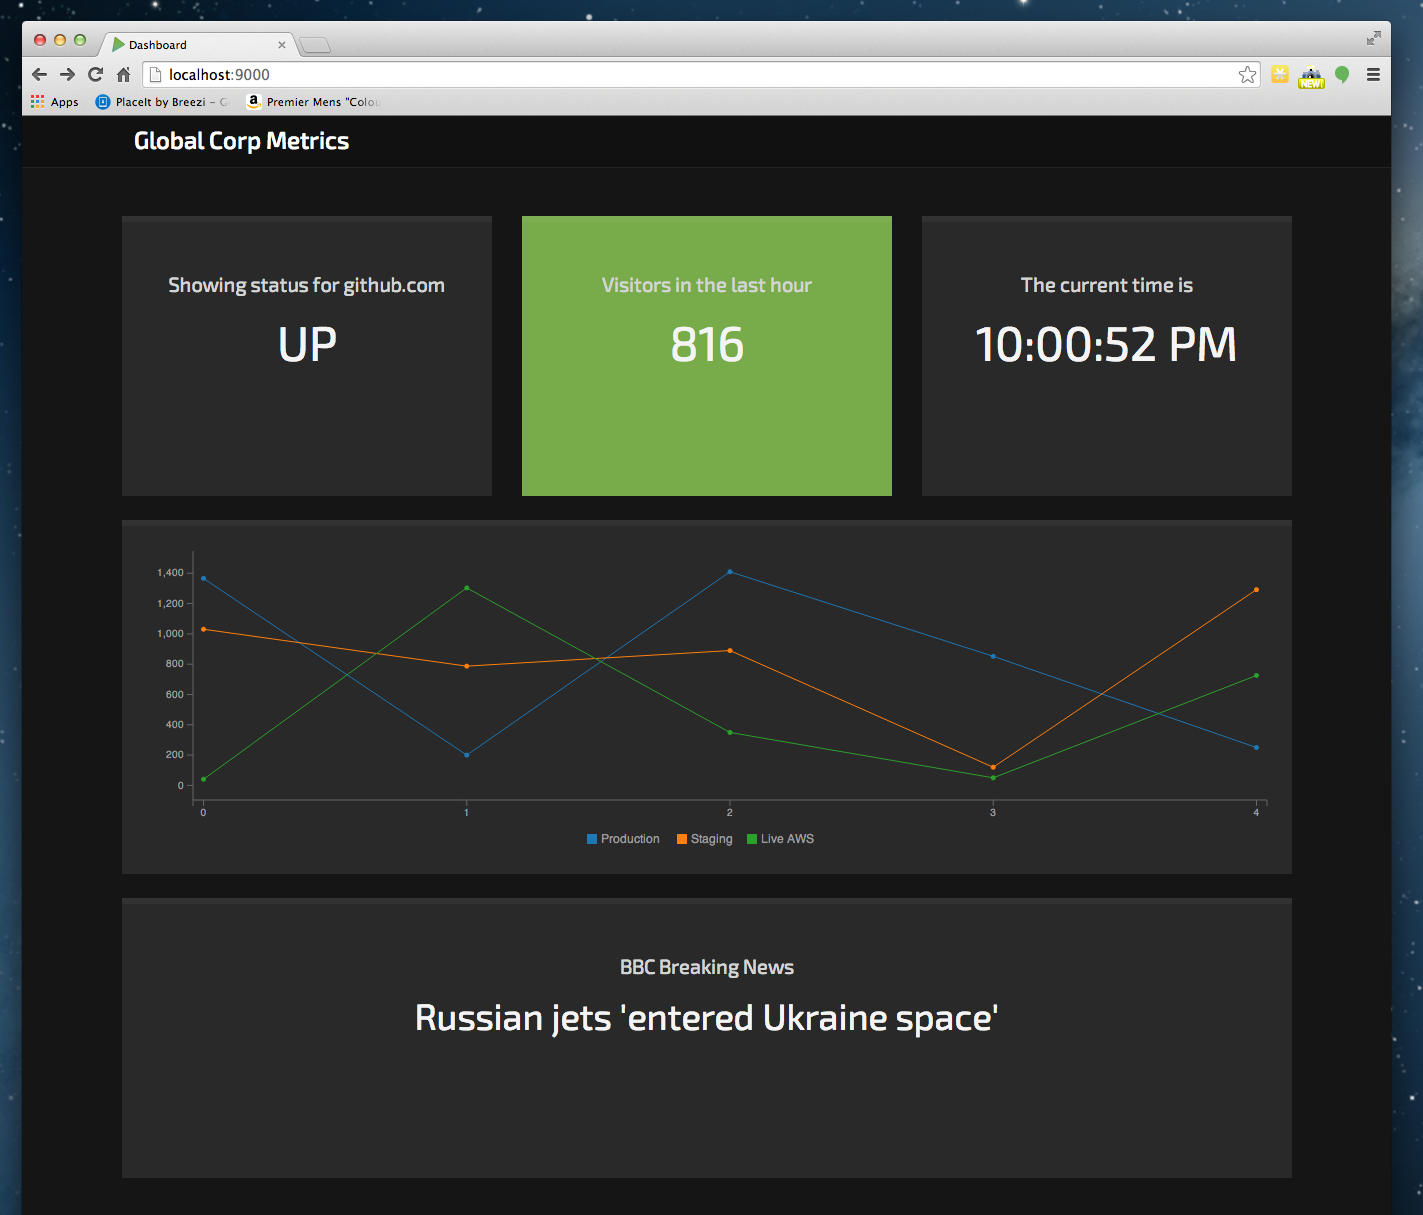 Dashboard
localhost:9000
Apps
PlaceIt by Breezi –
Premier Mens "Colou
NEW!
Global Corp Metrics
Showing status for github.com
UP
Visitors in the last hour
816
The current time is
10:00:52 PM
1,400
1,200
1,000
800
600
400
200
0
0 1 2 3 4
Production Staging Live AWS
BBC Breaking News
Russian jets 'entered Ukraine space'